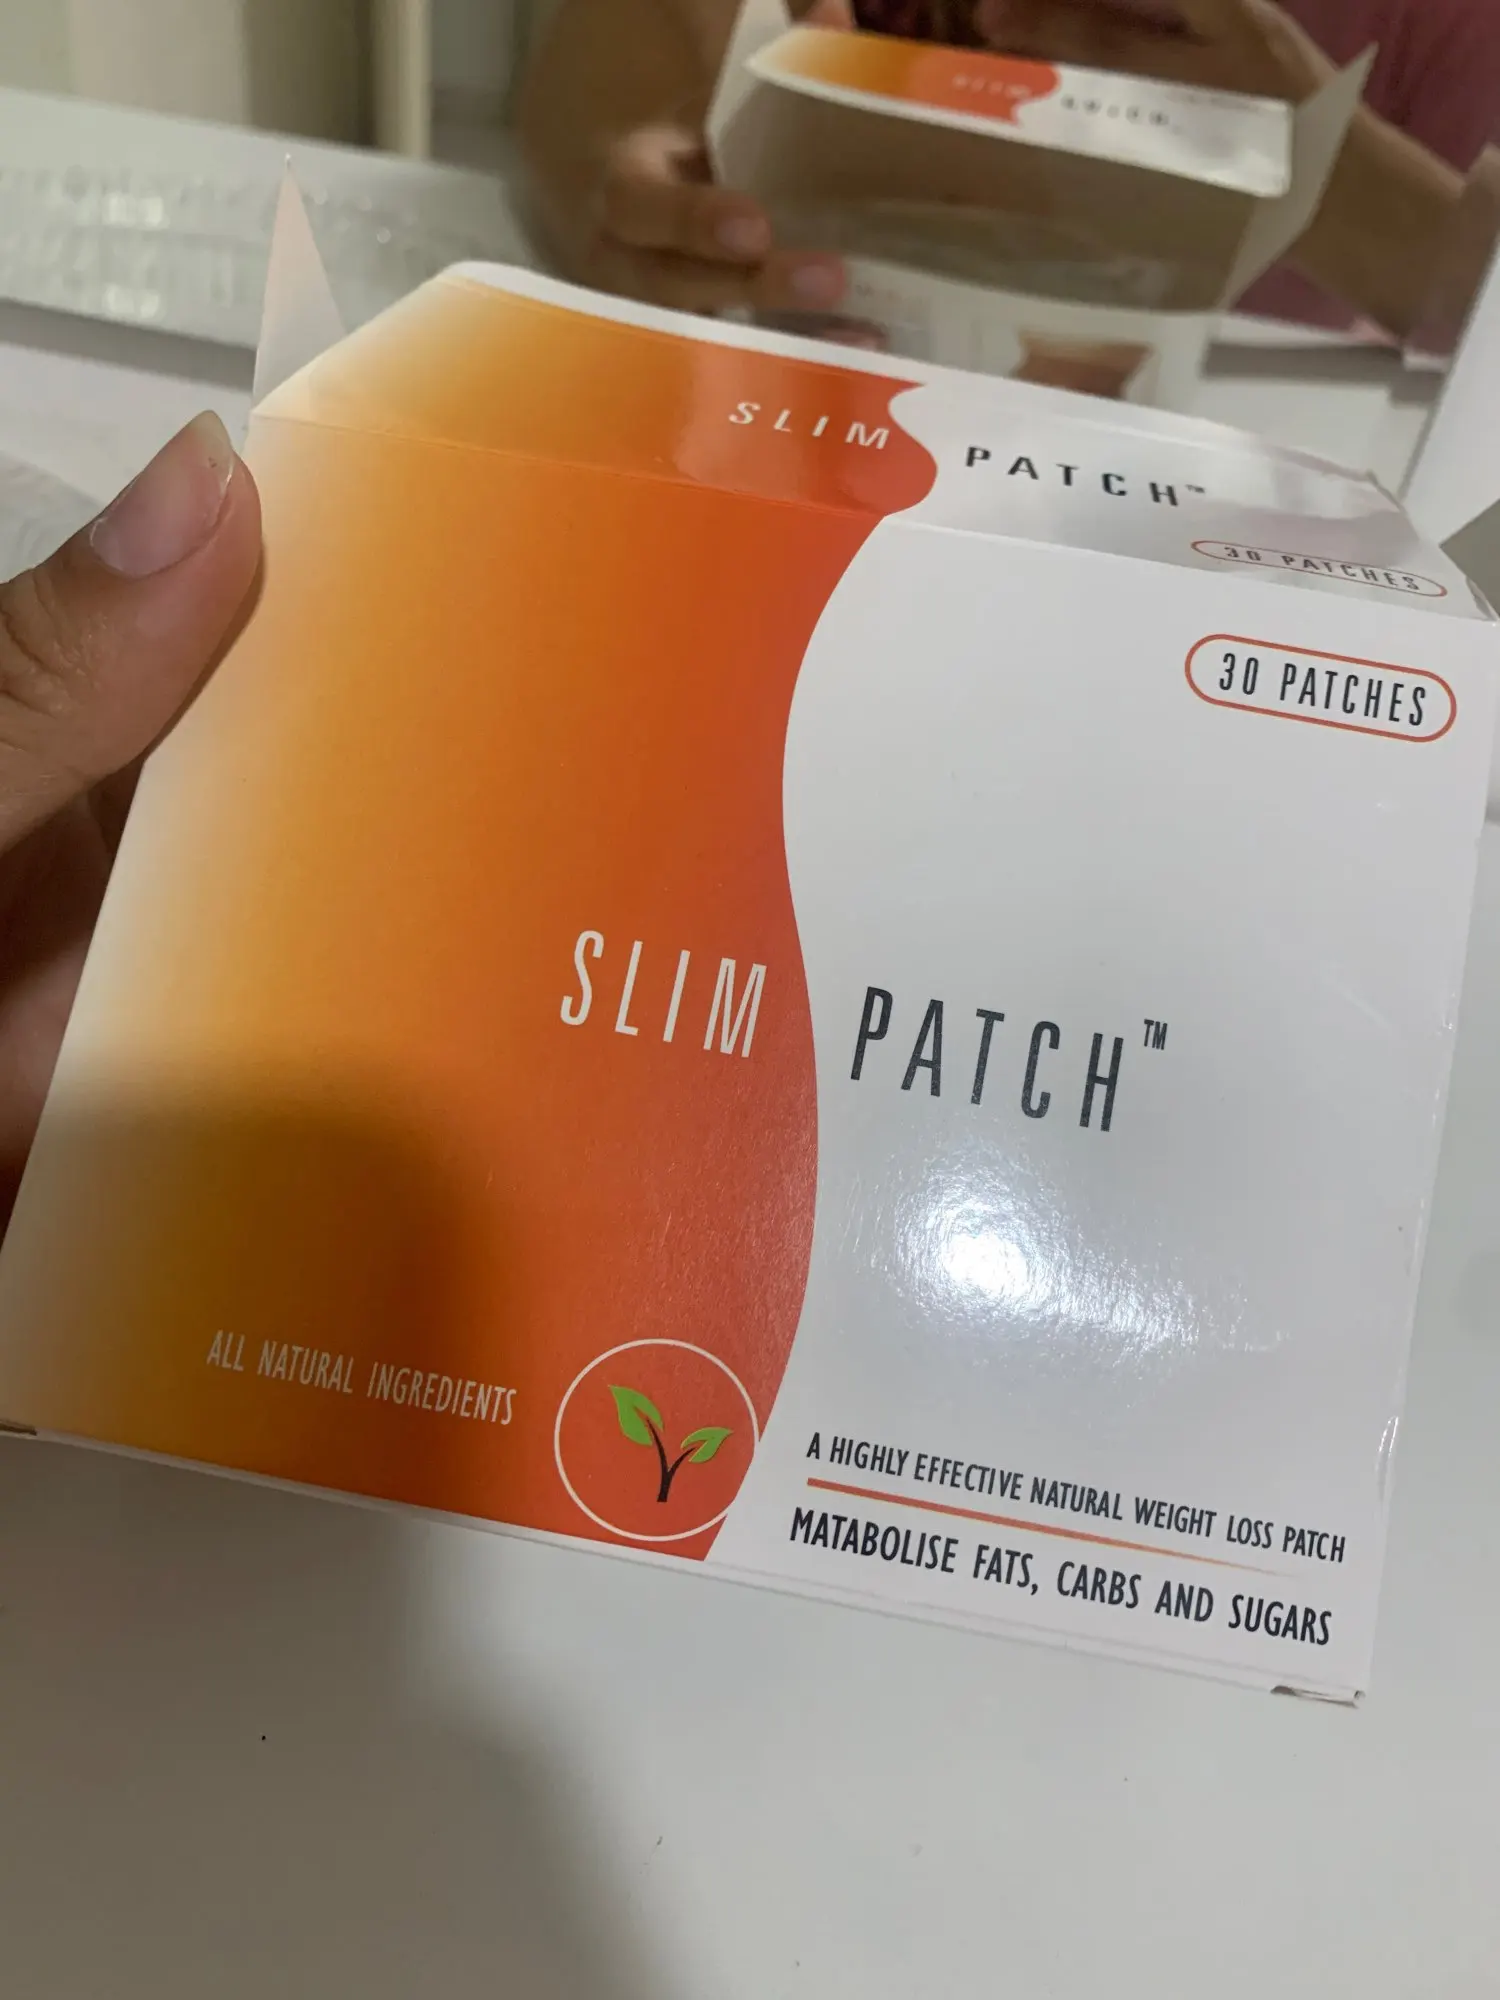 SLIM PATCH™
30 PATCHES
30 PATCHES
SLIM PATCH™
ALL NATURAL INGREDIENTS
A HIGHLY EFFECTIVE NATURAL WEIGHT LOSS PATCH
MATABOLISE FATS, CARBS AND SUGARS